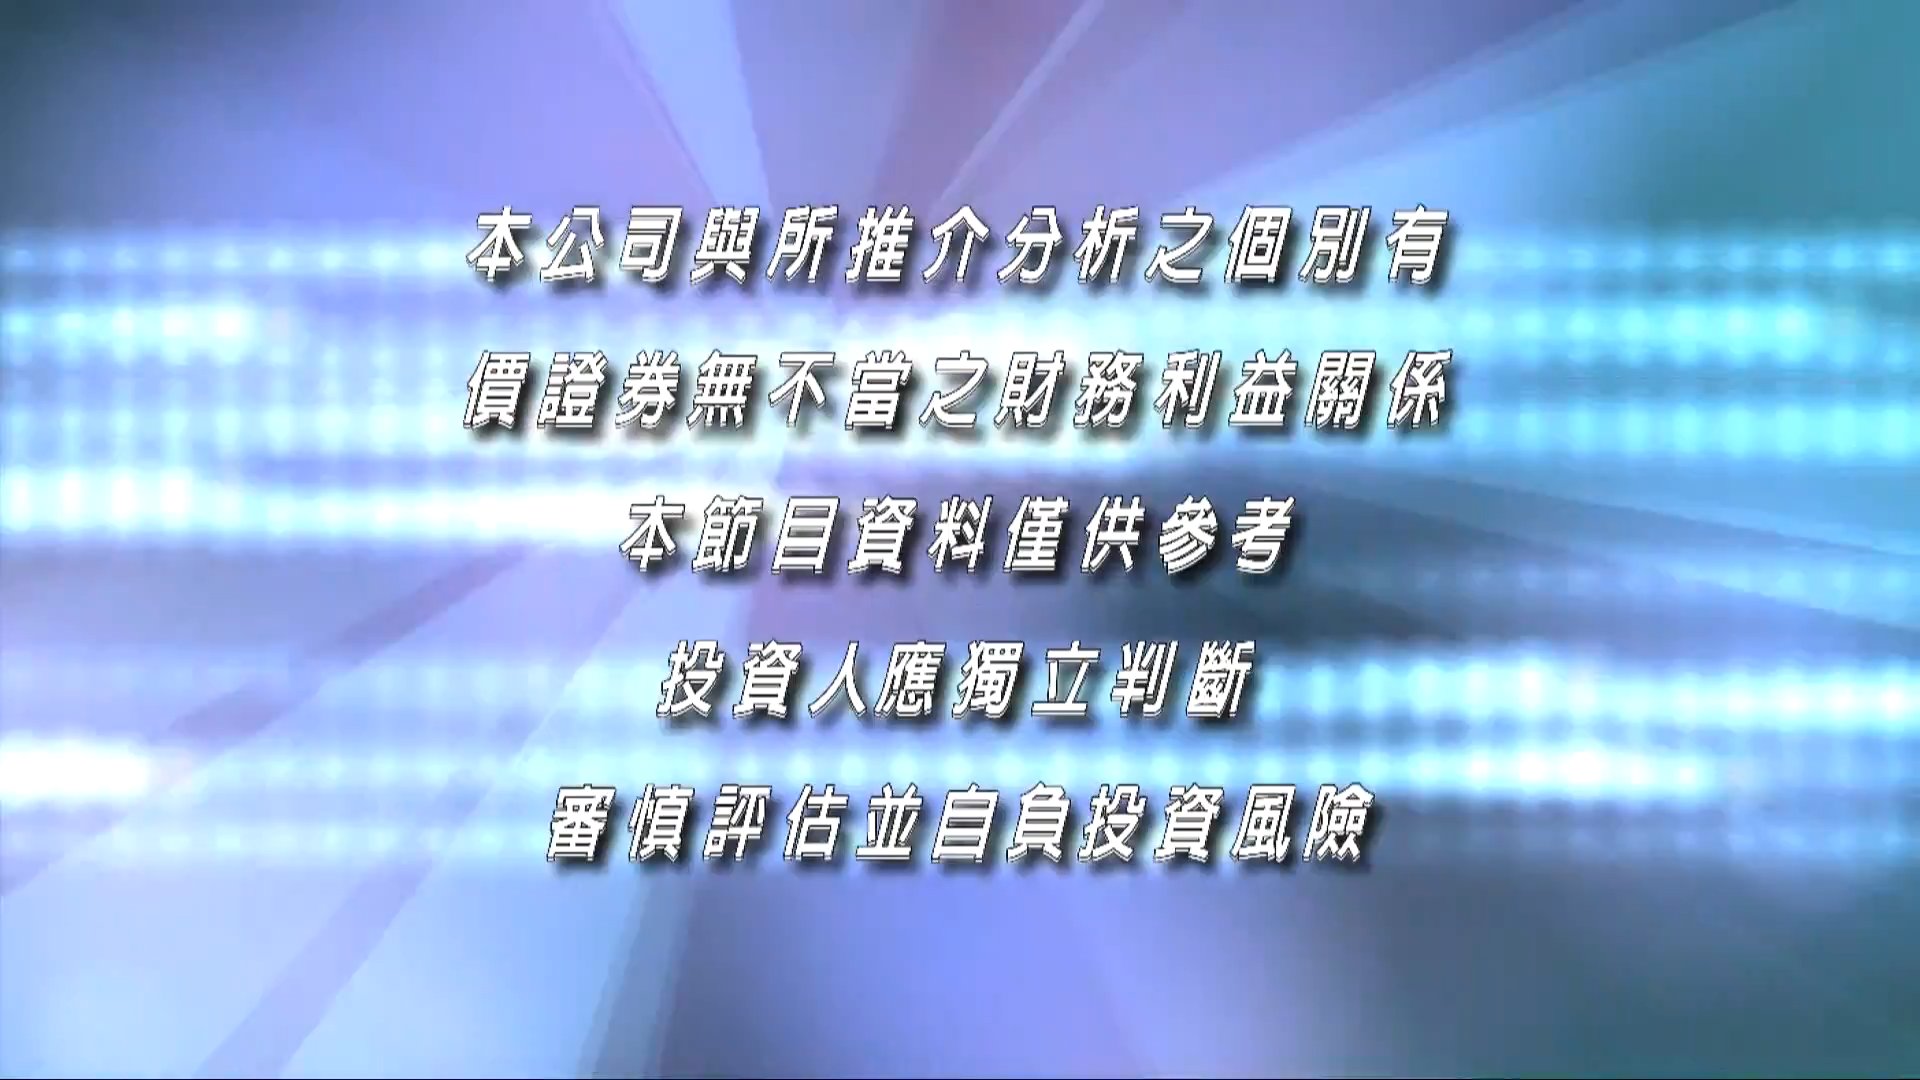 本公司與所推介分析之個別有
價證券無不當之財務利益關係
本節目資料僅供參考
投資人應獨立判斷
審慎評估並自負投資風險